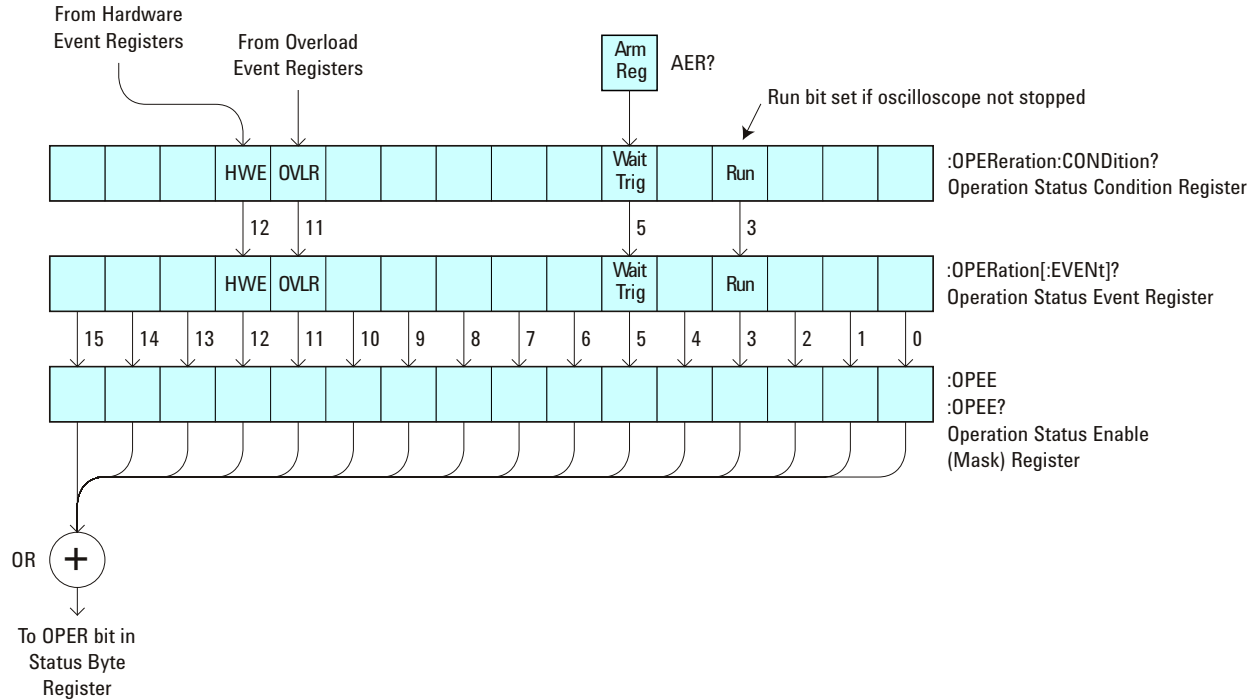 From Hardware
Event Registers
From Overload
Event Registers
Arm
Reg
AER?
Run bit set if oscilloscope not stopped
HWE OVLR Wait Trig Run
:OPEReration:CONDition?
Operation Status Condition Register
12 11 5 3
HWE OVLR Wait Trig Run
:OPERation[:EVENt]?
Operation Status Event Register
15 14 13 12 11 10 9 8 7 6 5 4 3 2 1 0
:OPEE
:OPEE?
Operation Status Enable
(Mask) Register
OR +
To OPER bit in
Status Byte
Register